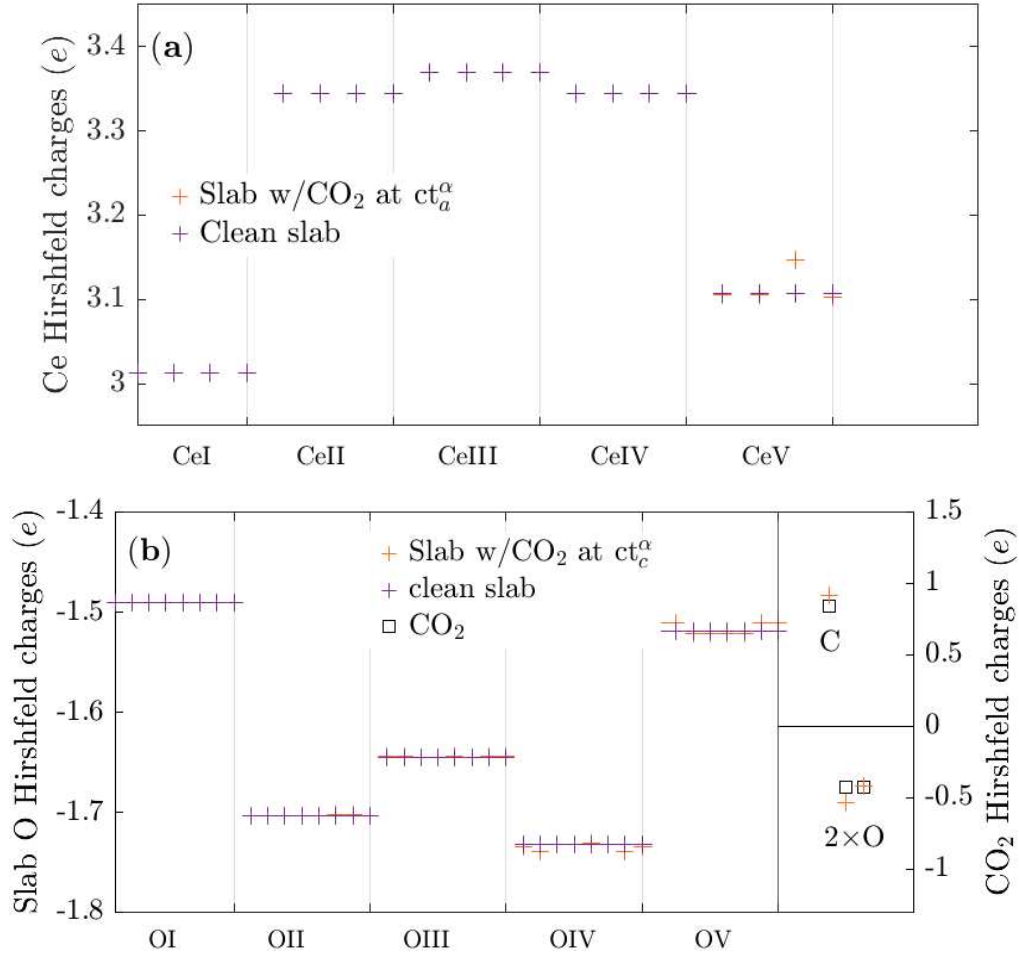 (a)
Ce Hirshfeld charges (e)
3.4
3.3
3.2
3.1
3
Slab w/CO₂ at ctₐᵅ
Clean slab
CeI CeII CeIII CeIV CeV
(b)
Slab O Hirshfeld charges (e)
-1.4
-1.5
-1.6
-1.7
-1.8
Slab w/CO₂ at ct_c^α
clean slab
CO₂
C
2×O
1.5
1
0.5
0
-0.5
-1
CO₂ Hirshfeld charges (e)
OI OII OIII OIV OV